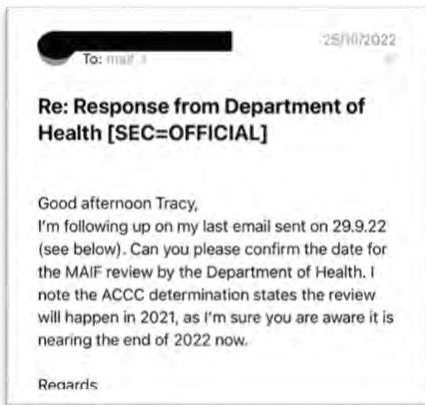 25/10/2022
To: maif
Re: Response from Department of
Health [SEC=OFFICIAL]
Good afternoon Tracy,
I'm following up on my last email sent on 29.9.22
(see below). Can you please confirm the date for
the MAIF review by the Department of Health. I
note the ACCC determination states the review
will happen in 2021, as I'm sure you are aware it is
nearing the end of 2022 now.
Regards